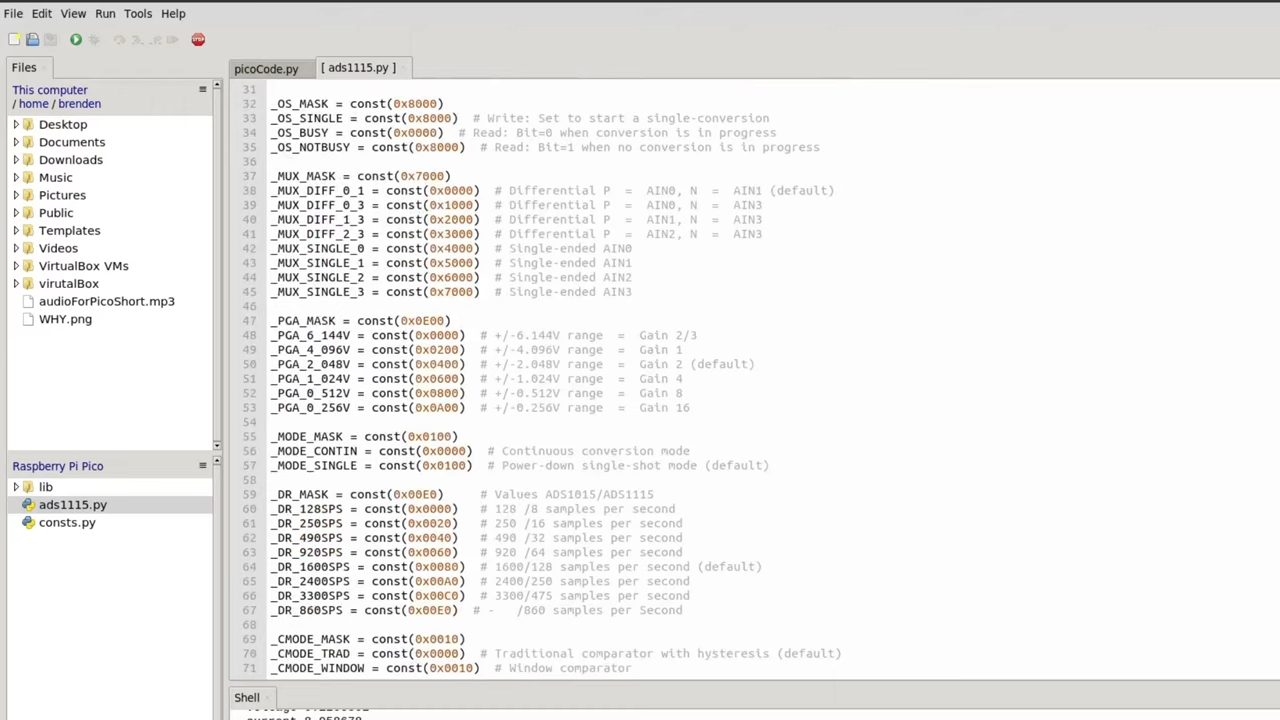 File Edit View Run Tools Help
Files
This computer
/ home / brenden
Desktop
Documents
Downloads
Music
Pictures
Public
Templates
Videos
VirtualBox VMs
virutalBox
audioForPicoShort.mp3
WHY.png
Raspberry Pi Pico
lib
ads1115.py
consts.py
picoCode.py [ ads1115.py ]
31
32 _OS_MASK = const(0x8000)
33 _OS_SINGLE = const(0x8000) # Write: Set to start a single-conversion
34 _OS_BUSY = const(0x0000) # Read: Bit=0 when conversion is in progress
35 _OS_NOTBUSY = const(0x8000) # Read: Bit=1 when no conversion is in progress
36
37 _MUX_MASK = const(0x7000)
38 _MUX_DIFF_0_1 = const(0x0000) # Differential P = AIN0, N = AIN1 (default)
39 _MUX_DIFF_0_3 = const(0x1000) # Differential P = AIN0, N = AIN3
40 _MUX_DIFF_1_3 = const(0x2000) # Differential P = AIN1, N = AIN3
41 _MUX_DIFF_2_3 = const(0x3000) # Differential P = AIN2, N = AIN3
42 _MUX_SINGLE_0 = const(0x4000) # Single-ended AIN0
43 _MUX_SINGLE_1 = const(0x5000) # Single-ended AIN1
44 _MUX_SINGLE_2 = const(0x6000) # Single-ended AIN2
45 _MUX_SINGLE_3 = const(0x7000) # Single-ended AIN3
46
47 _PGA_MASK = const(0x0E00)
48 _PGA_6_144V = const(0x0000) # +/-6.144V range = Gain 2/3
49 _PGA_4_096V = const(0x0200) # +/-4.096V range = Gain 1
50 _PGA_2_048V = const(0x0400) # +/-2.048V range = Gain 2 (default)
51 _PGA_1_024V = const(0x0600) # +/-1.024V range = Gain 4
52 _PGA_0_512V = const(0x0800) # +/-0.512V range = Gain 8
53 _PGA_0_256V = const(0x0A00) # +/-0.256V range = Gain 16
54
55 _MODE_MASK = const(0x0100)
56 _MODE_CONTIN = const(0x0000) # Continuous conversion mode
57 _MODE_SINGLE = const(0x0100) # Power-down single-shot mode (default)
58
59 _DR_MASK = const(0x00E0) # Values ADS1015/ADS1115
60 _DR_128SPS = const(0x0000) # 128 /8 samples per second
61 _DR_250SPS = const(0x0020) # 250 /16 samples per second
62 _DR_490SPS = const(0x0040) # 490 /32 samples per second
63 _DR_920SPS = const(0x0060) # 920 /64 samples per second
64 _DR_1600SPS = const(0x0080) # 1600/128 samples per second (default)
65 _DR_2400SPS = const(0x00A0) # 2400/250 samples per second
66 _DR_3300SPS = const(0x00C0) # 3300/475 samples per second
67 _DR_860SPS = const(0x00E0) # - /860 samples per Second
68
69 _CMODE_MASK = const(0x0010)
70 _CMODE_TRAD = const(0x0000) # Traditional comparator with hysteresis (default)
71 _CMODE_WINDOW = const(0x0010) # Window comparator
Shell